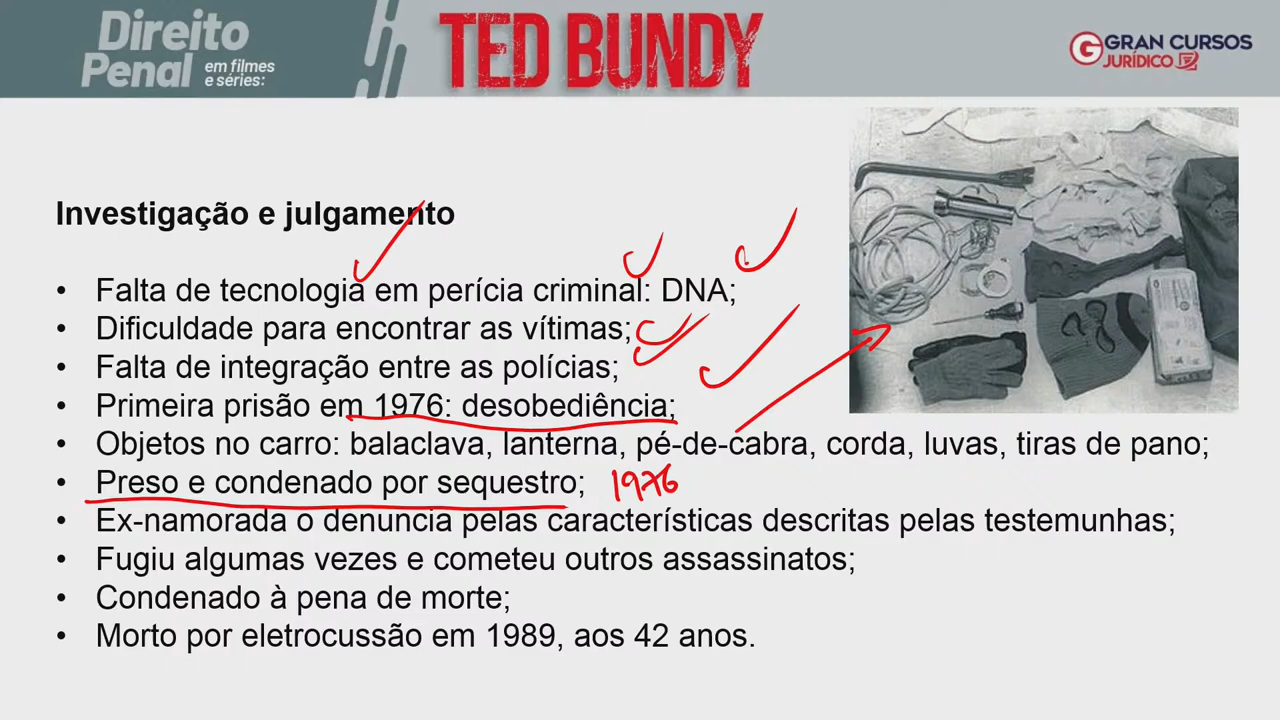 Direito
Penal em filmes
e séries:
TED BUNDY
GRAN CURSOS
JURÍDICO
Investigação e julgamento
• Falta de tecnologia em perícia criminal: DNA;
• Dificuldade para encontrar as vítimas;
• Falta de integração entre as polícias;
• Primeira prisão em 1976: desobediência;
• Objetos no carro: balaclava, lanterna, pé-de-cabra, corda, luvas, tiras de pano;
• Preso e condenado por sequestro; 1976
• Ex-namorada o denuncia pelas características descritas pelas testemunhas;
• Fugiu algumas vezes e cometeu outros assassinatos;
• Condenado à pena de morte;
• Morto por eletrocussão em 1989, aos 42 anos.